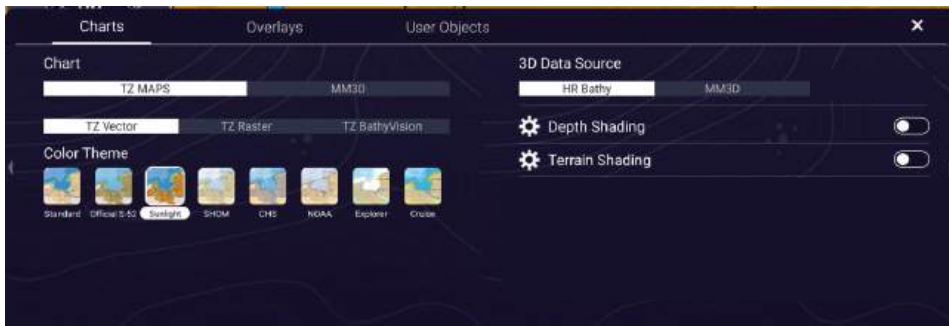 Charts Overlays User Objects ×
Chart
TZ MAPS MM3D
TZ Vector TZ Raster TZ BathyVision
Color Theme
Standard Official S-52 Sunlight SHOM CHS NOAA Explorer Cruise
3D Data Source
HR Bathy MM3D
Depth Shading
Terrain Shading